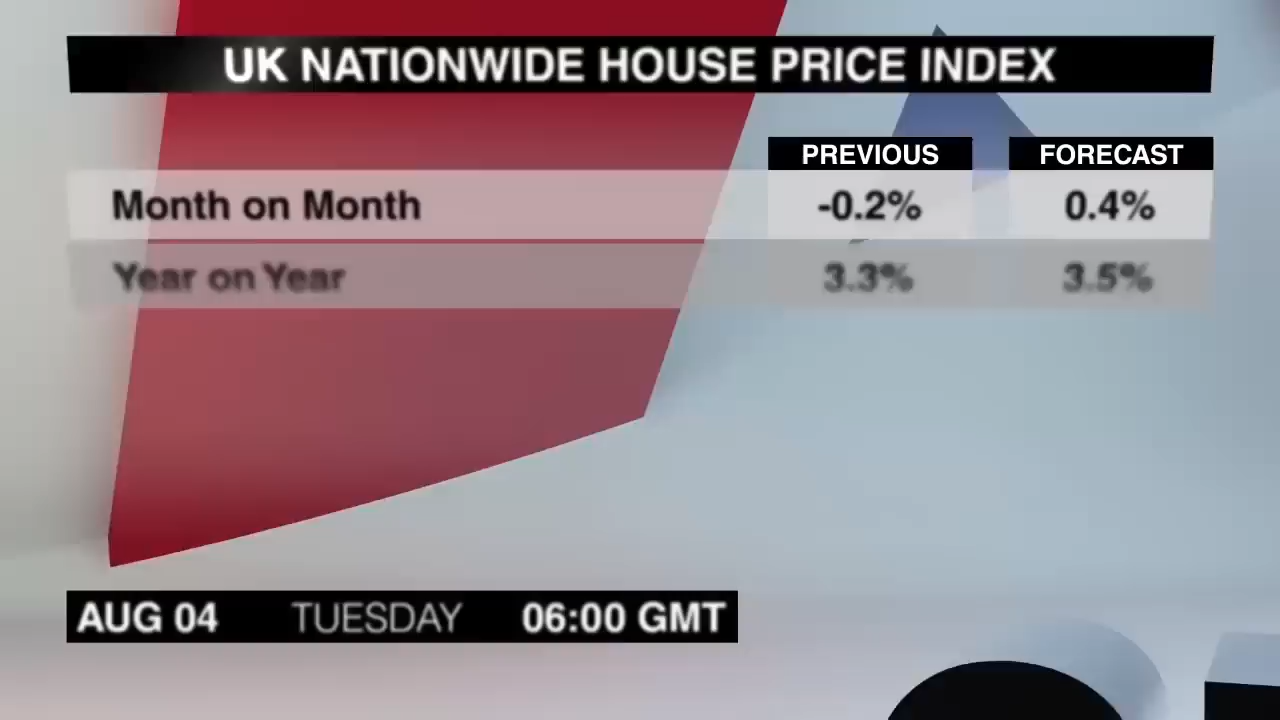 UK NATIONWIDE HOUSE PRICE INDEX
PREVIOUS FORECAST
Month on Month -0.2% 0.4%
Year on Year 3.3% 3.5%
AUG 04 TUESDAY 06:00 GMT